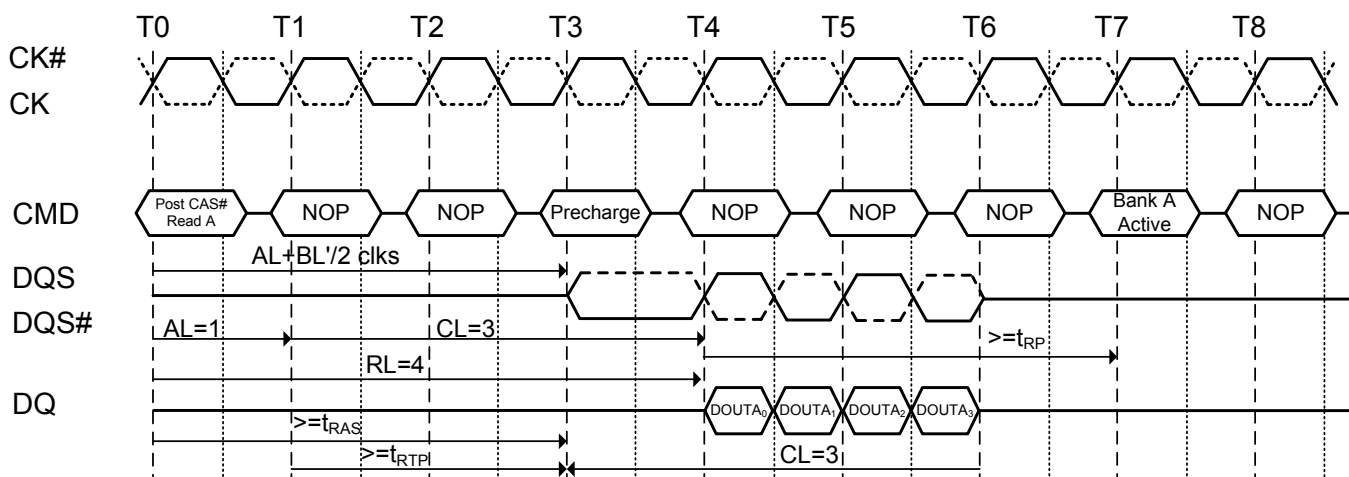 T0 T1 T2 T3 T4 T5 T6 T7 T8
CK#
CK
CMD
Post CAS#
Read A
NOP
NOP
Precharge
NOP
NOP
NOP
Bank A
Active
NOP
AL+BL'/2 clks
DQS
DQS#
AL=1
CL=3
>=tRP
RL=4
DQ
DOUTA0 DOUTA1 DOUTA2 DOUTA3
>=tRAS
>=tRTP
CL=3